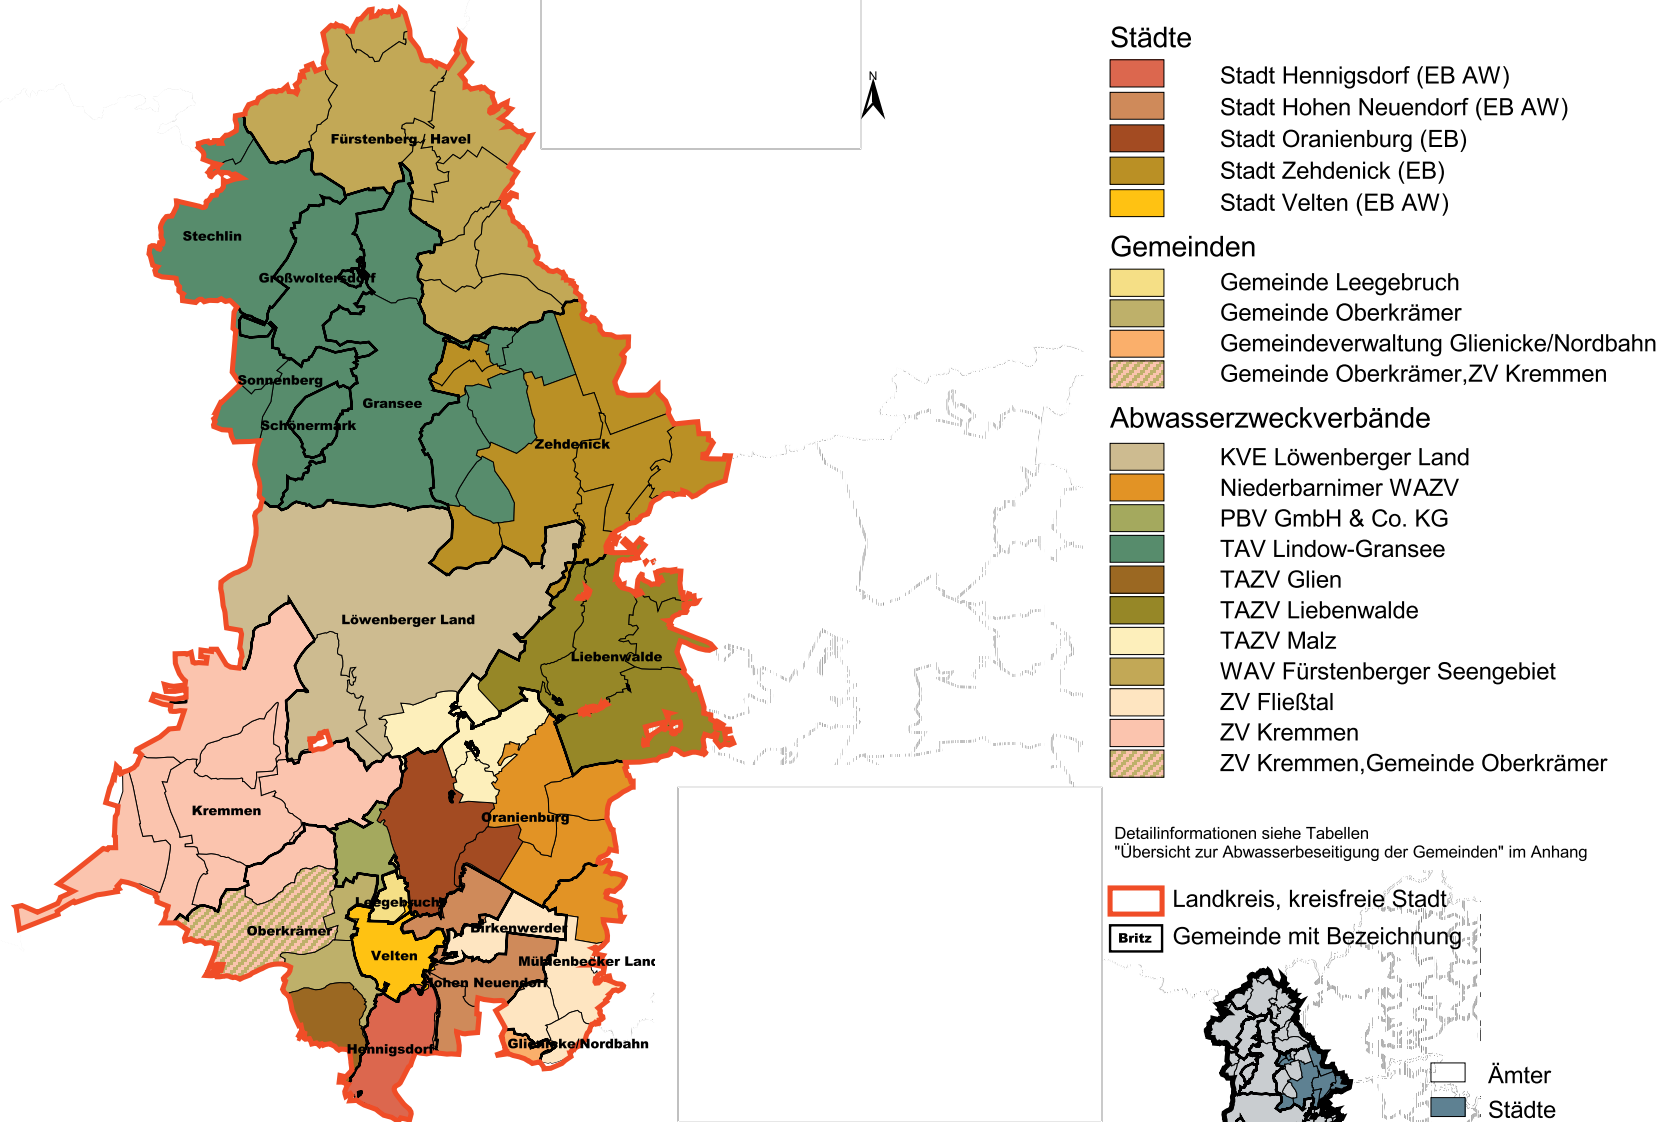 N
Fürstenberg / Havel
Stechlin
Großwoltersdorf
Sonnenberg
Gransee
Schönermark
Zehdenick
Löwenberger Land
Liebenwalde
Kremmen
Oranienburg
Leegebruch
Oberkrämer
Birkenwerder
Velten
Mühlenbecker Land
Hohen Neuendorf
Glienicke/Nordbahn
Hennigsdorf
Städte
Stadt Hennigsdorf (EB AW)
Stadt Hohen Neuendorf (EB AW)
Stadt Oranienburg (EB)
Stadt Zehdenick (EB)
Stadt Velten (EB AW)
Gemeinden
Gemeinde Leegebruch
Gemeinde Oberkrämer
Gemeindeverwaltung Glienicke/Nordbahn
Gemeinde Oberkrämer,ZV Kremmen
Abwasserzweckverbände
KVE Löwenberger Land
Niederbarnimer WAZV
PBV GmbH & Co. KG
TAV Lindow-Gransee
TAZV Glien
TAZV Liebenwalde
TAZV Malz
WAV Fürstenberger Seengebiet
ZV Fließtal
ZV Kremmen
ZV Kremmen,Gemeinde Oberkrämer
Detailinformationen siehe Tabellen
"Übersicht zur Abwasserbeseitigung der Gemeinden" im Anhang
Landkreis, kreisfreie Stadt
Britz Gemeinde mit Bezeichnung
Ämter
Städte